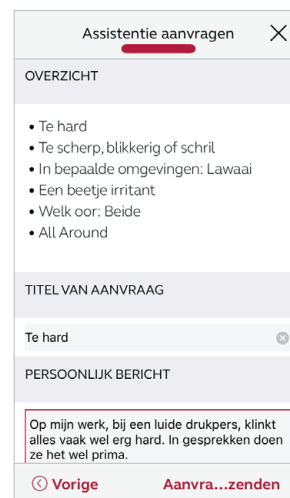 Assistentie aanvragen
OVERZICHT
• Te hard
• Te scherp, blikkerig of schril
• In bepaalde omgevingen: Lawaai
• Een beetje irritant
• Welk oor: Beide
• All Around
TITEL VAN AANVRAAG
Te hard
PERSOONLIJK BERICHT
Op mijn werk, bij een luide drukpers, klinkt
alles vaak wel erg hard. In gesprekken doen
ze het wel prima.
Vorige
Aanvra...zenden